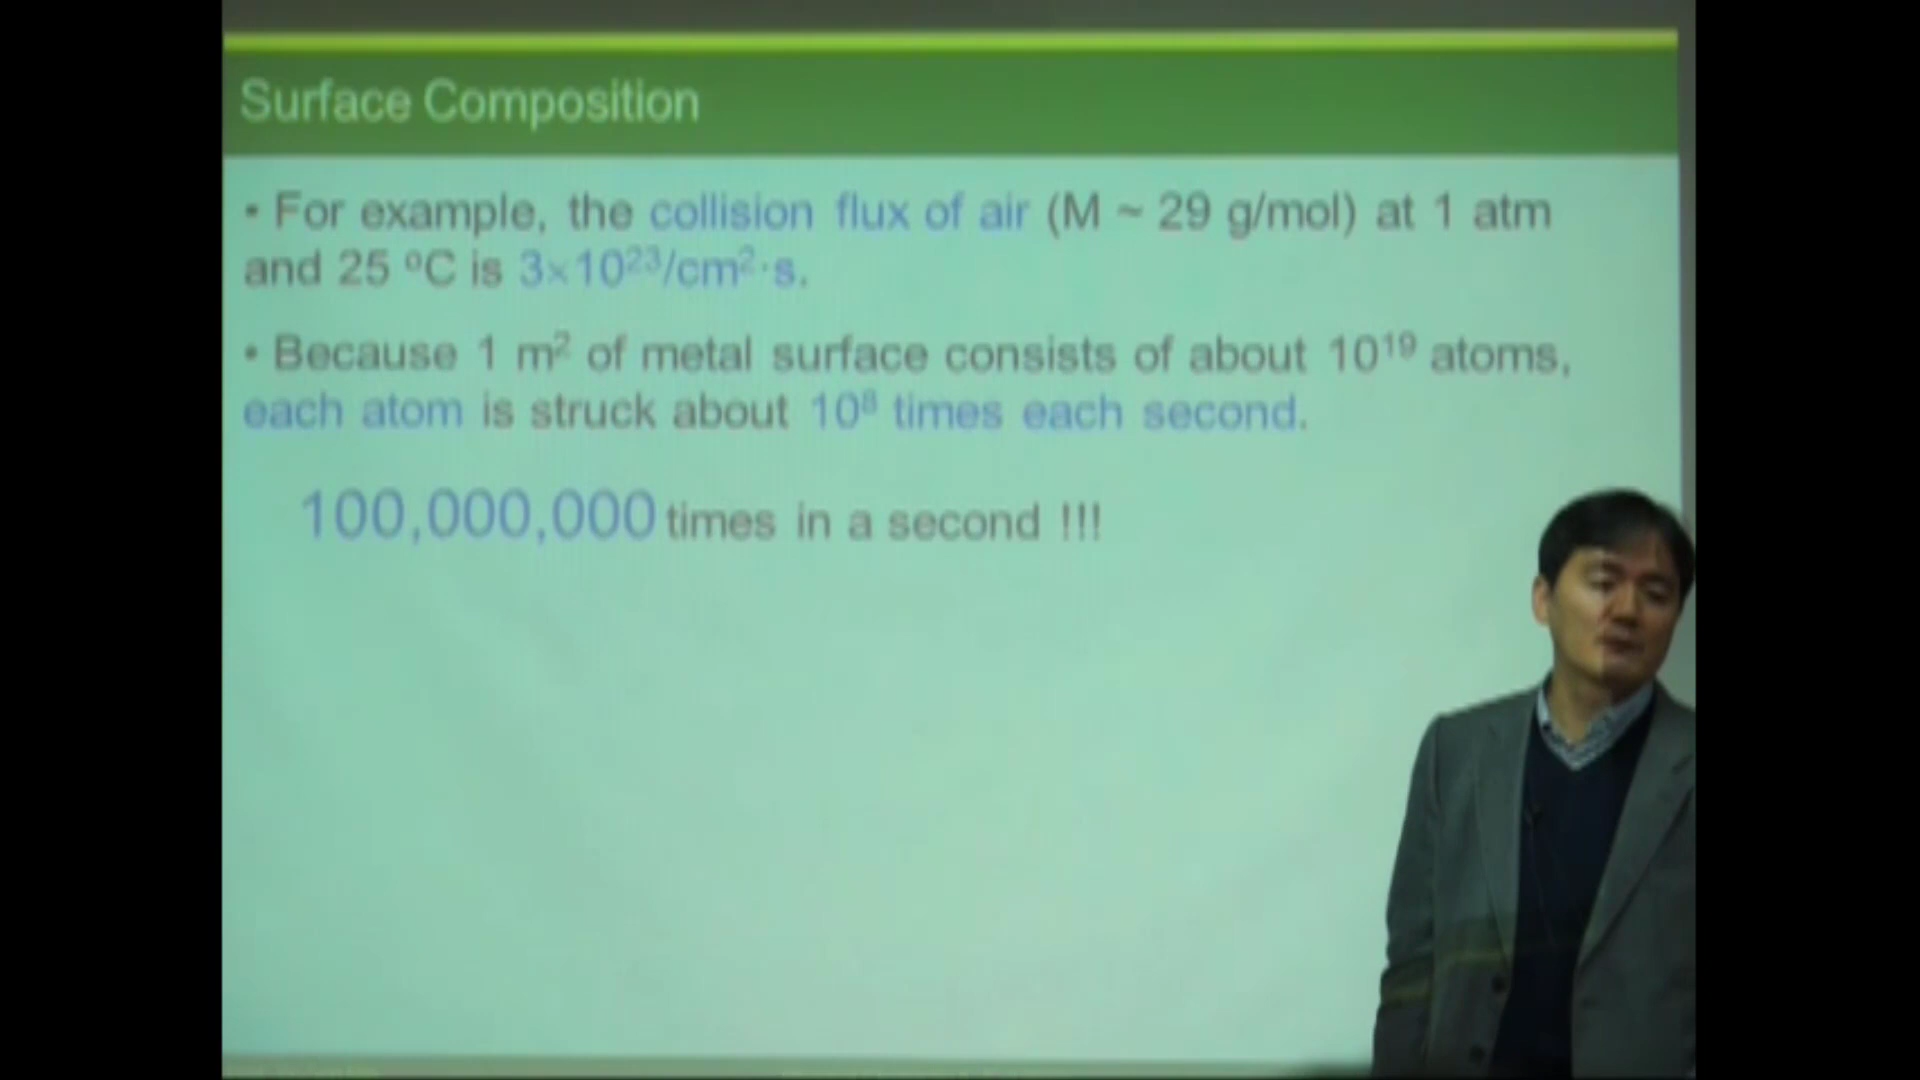 Surface Composition
• For example, the collision flux of air (M ~ 29 g/mol) at 1 atm
and 25 ºC is 3×10²³/cm²·s.
• Because 1 m² of metal surface consists of about 10¹⁹ atoms,
each atom is struck about 10⁸ times each second.
100,000,000 times in a second !!!